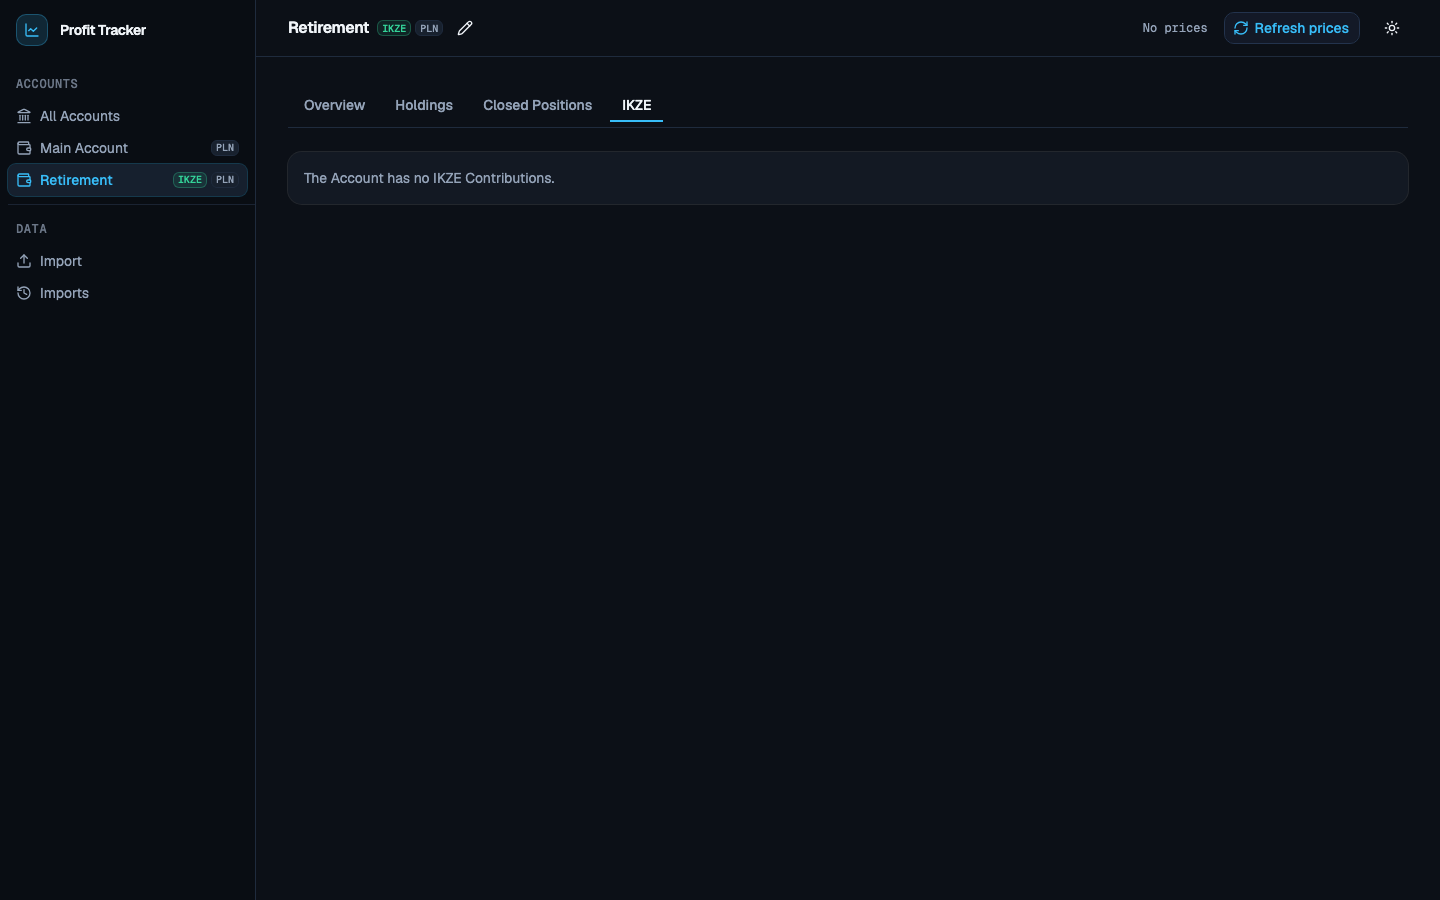 Profit Tracker
ACCOUNTS
All Accounts
Main Account PLN
Retirement IKZE PLN
DATA
Import
Imports
Retirement IKZE PLN
No prices Refresh prices
Overview Holdings Closed Positions IKZE
The Account has no IKZE Contributions.